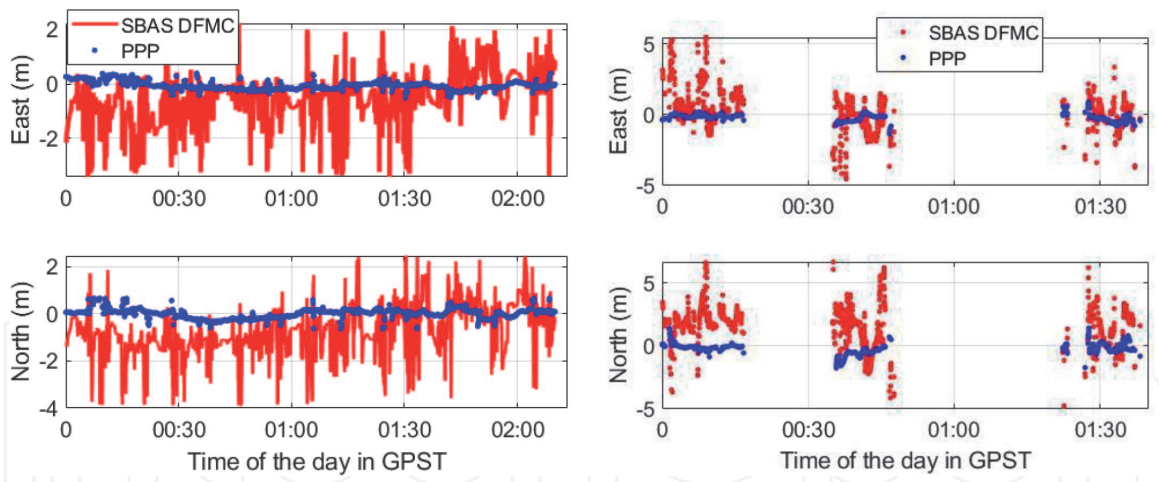 SBAS DFMC
PPP
East (m)
2
0
-2
0 00:30 01:00 01:30 02:00
North (m)
2
0
-2
-4
0 00:30 01:00 01:30 02:00
Time of the day in GPST
SBAS DFMC
PPP
East (m)
5
0
-5
0 00:30 01:00 01:30
North (m)
5
0
-5
0 00:30 01:00 01:30
Time of the day in GPST